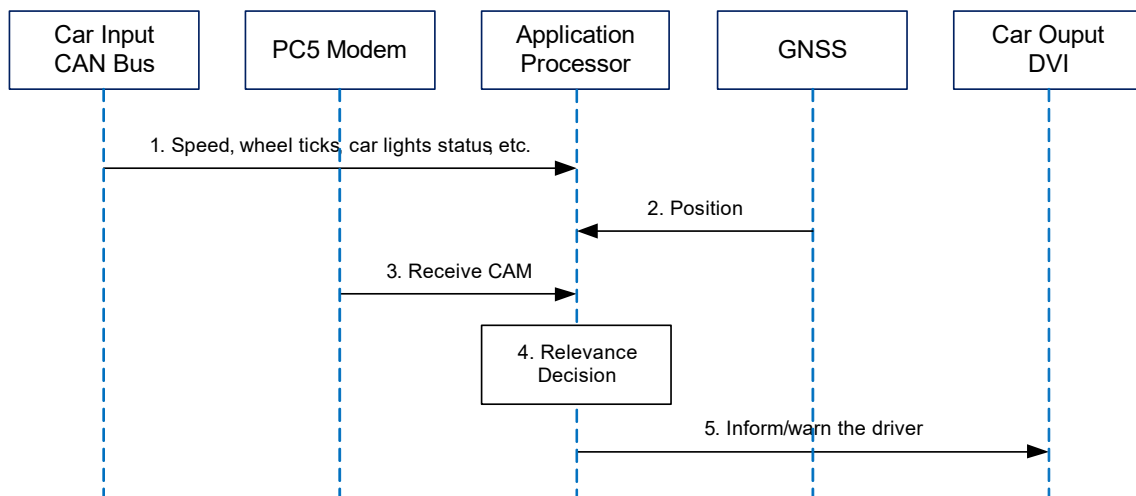 Car Input
CAN Bus
PC5 Modem
Application
Processor
GNSS
Car Ouput
DVI
1. Speed, wheel ticks, car lights status, etc.
2. Position
3. Receive CAM
4. Relevance
Decision
5. Inform/warn the driver